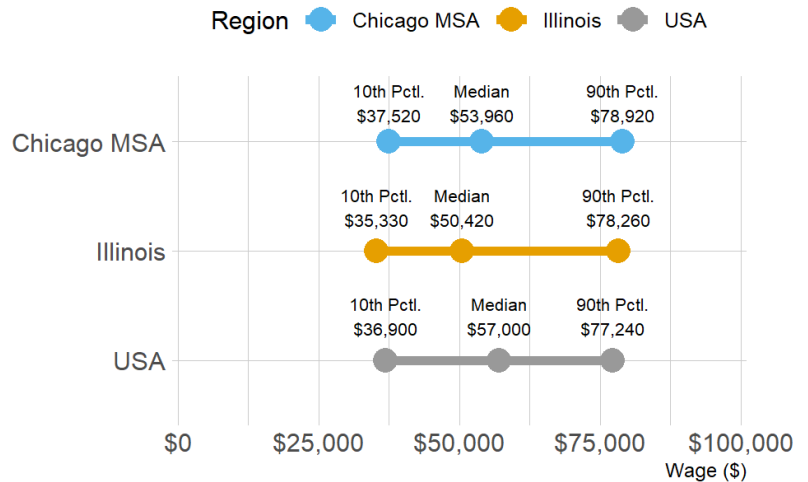 Region Chicago MSA Illinois USA
10th Pctl. Median 90th Pctl.
$37,520 $53,960 $78,920
Chicago MSA
10th Pctl. Median 90th Pctl.
$35,330 $50,420 $78,260
Illinois
10th Pctl. Median 90th Pctl.
$36,900 $57,000 $77,240
USA
$0 $25,000 $50,000 $75,000 $100,000
Wage ($)